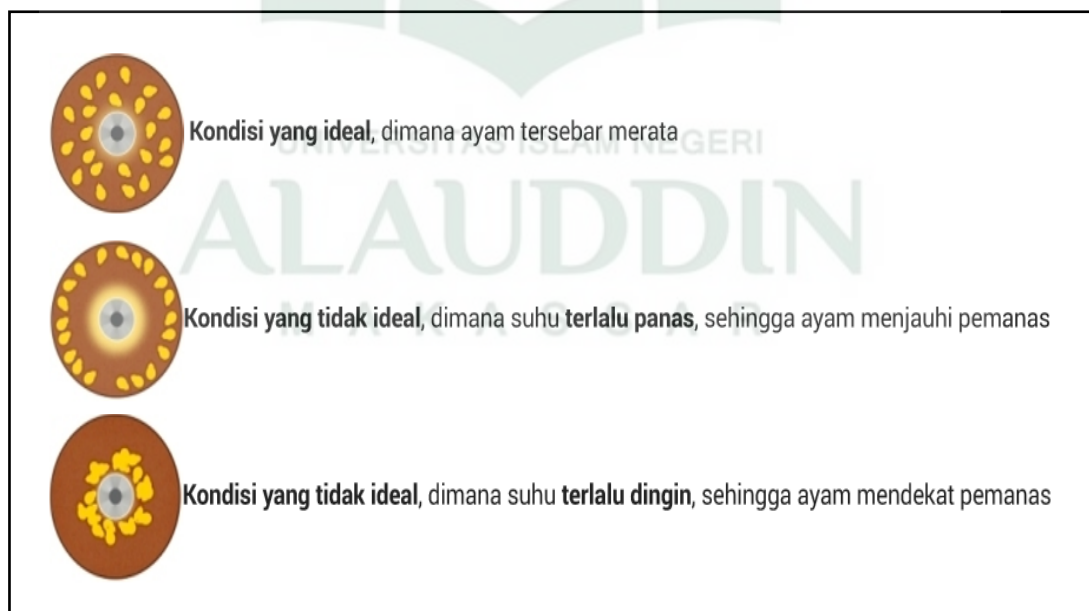 Kondisi yang ideal, dimana ayam tersebar merata
UNIVERSITAS ISLAM NEGERI
ALAUDDIN
Kondisi yang tidak ideal, dimana suhu terlalu panas, sehingga ayam menjauhi pemanas
MAKASSAR
Kondisi yang tidak ideal, dimana suhu terlalu dingin, sehingga ayam mendekat pemanas